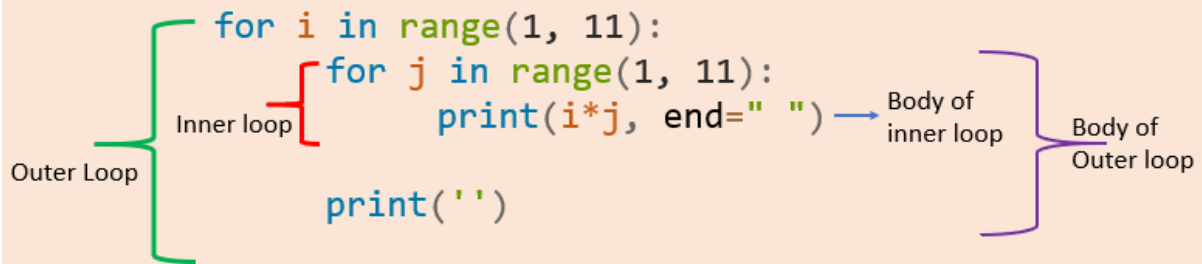 for i in range(1, 11):
for j in range(1, 11):
print(i*j, end=" ")
print('')
Outer Loop
Inner loop
Body of
inner loop
Body of
Outer loop